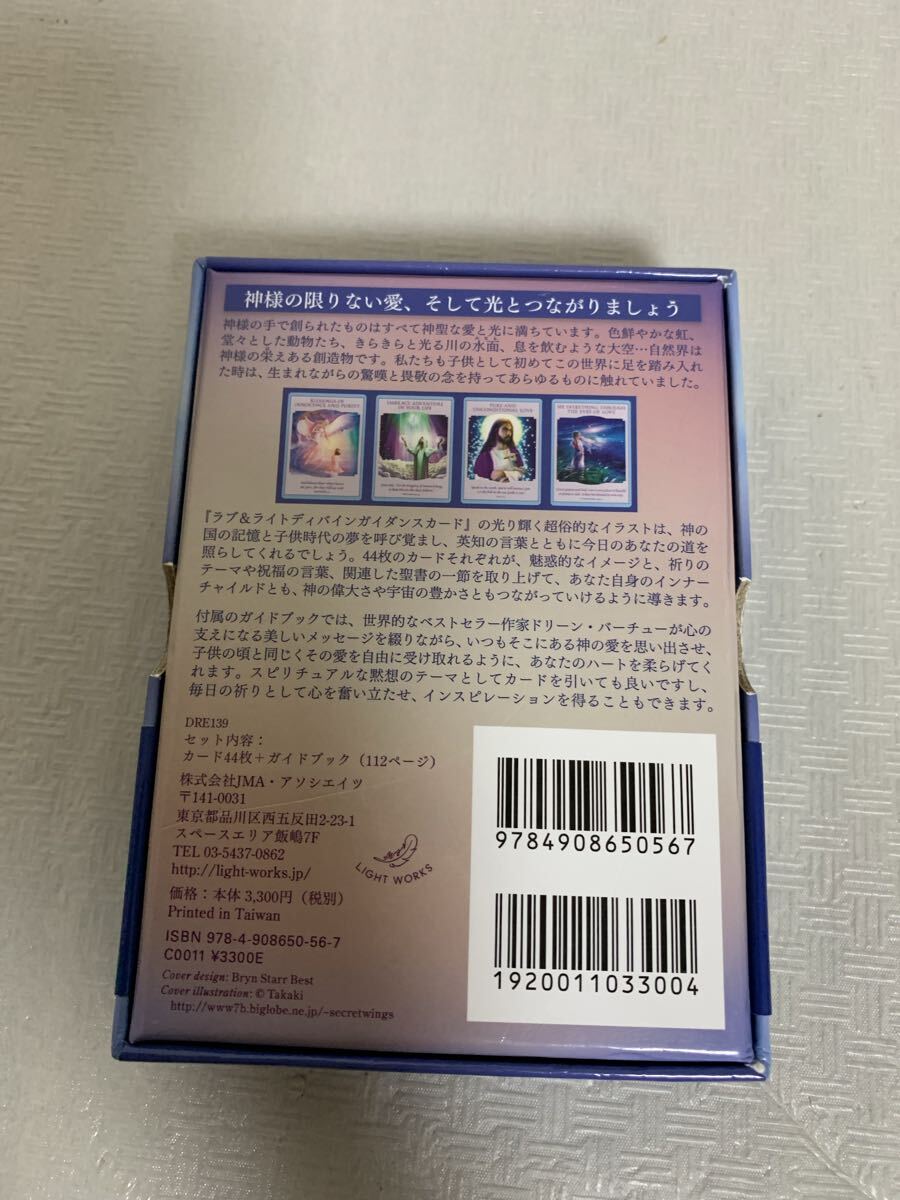 神様の限りない愛、そして光とつながりましょう
神様の手で創られたものはすべて神聖な愛と光に満ちています。色鮮やかな虹、
堂々とした動物たち、きらきらと光る川の水面、息を飲むような大空…自然界は
神様の栄えある創造物です。私たちも子供として初めてこの世界に足を踏み入れ
た時は、生まれながらの驚嘆と畏敬の念を持ってあらゆるものに触れていました。
BLESSINGS OF
INNOCENCE AND PURITY
EMBRACE ADVENTURE
IN YOUR LIFE
PURE AND
UNCONDITIONAL LOVE
SEE EVERYTHING THROUGH
THE EYES OF LOVE
『ラブ＆ライトディバインガイダンスカード』の光り輝く超俗的なイラストは、神の
国の記憶と子供時代の夢を呼び覚まし、英知の言葉とともに今日のあなたの道を
照らしてくれるでしょう。44枚のカードそれぞれが、魅惑的なイメージと、祈りの
テーマや祝福の言葉、関連した聖書の一節を取り上げて、あなた自身のインナー
チャイルドとも、神の偉大さや宇宙の豊かさともつながっていけるように導きます。
付属のガイドブックでは、世界的なベストセラー作家ドリーン・バーチューが心の
支えになる美しいメッセージを綴りながら、いつもそこにある神の愛を思い出させ、
子供の頃と同じくその愛を自由に受け取れるように、あなたのハートを柔らげてく
れます。スピリチュアルな黙想のテーマとしてカードを引いても良いですし、
毎日の祈りとして心を奮い立たせ、インスピレーションを得ることもできます。
DRE139
セット内容：
カード44枚＋ガイドブック（112ページ）
株式会社JMA・アソシエイツ
〒141-0031
東京都品川区西五反田2-23-1
スペースエリア飯嶋7F
TEL 03-5437-0862
http://light-works.jp/
LIGHT WORKS
価格：本体 3,300円（税別）
Printed in Taiwan
ISBN 978-4-908650-56-7
C0011 ¥3300E
Cover design: Bryn Starr Best
Cover illustration: © Takaki
http://www7b.biglobe.ne.jp/~secretwings
9784908650567
1920011033004